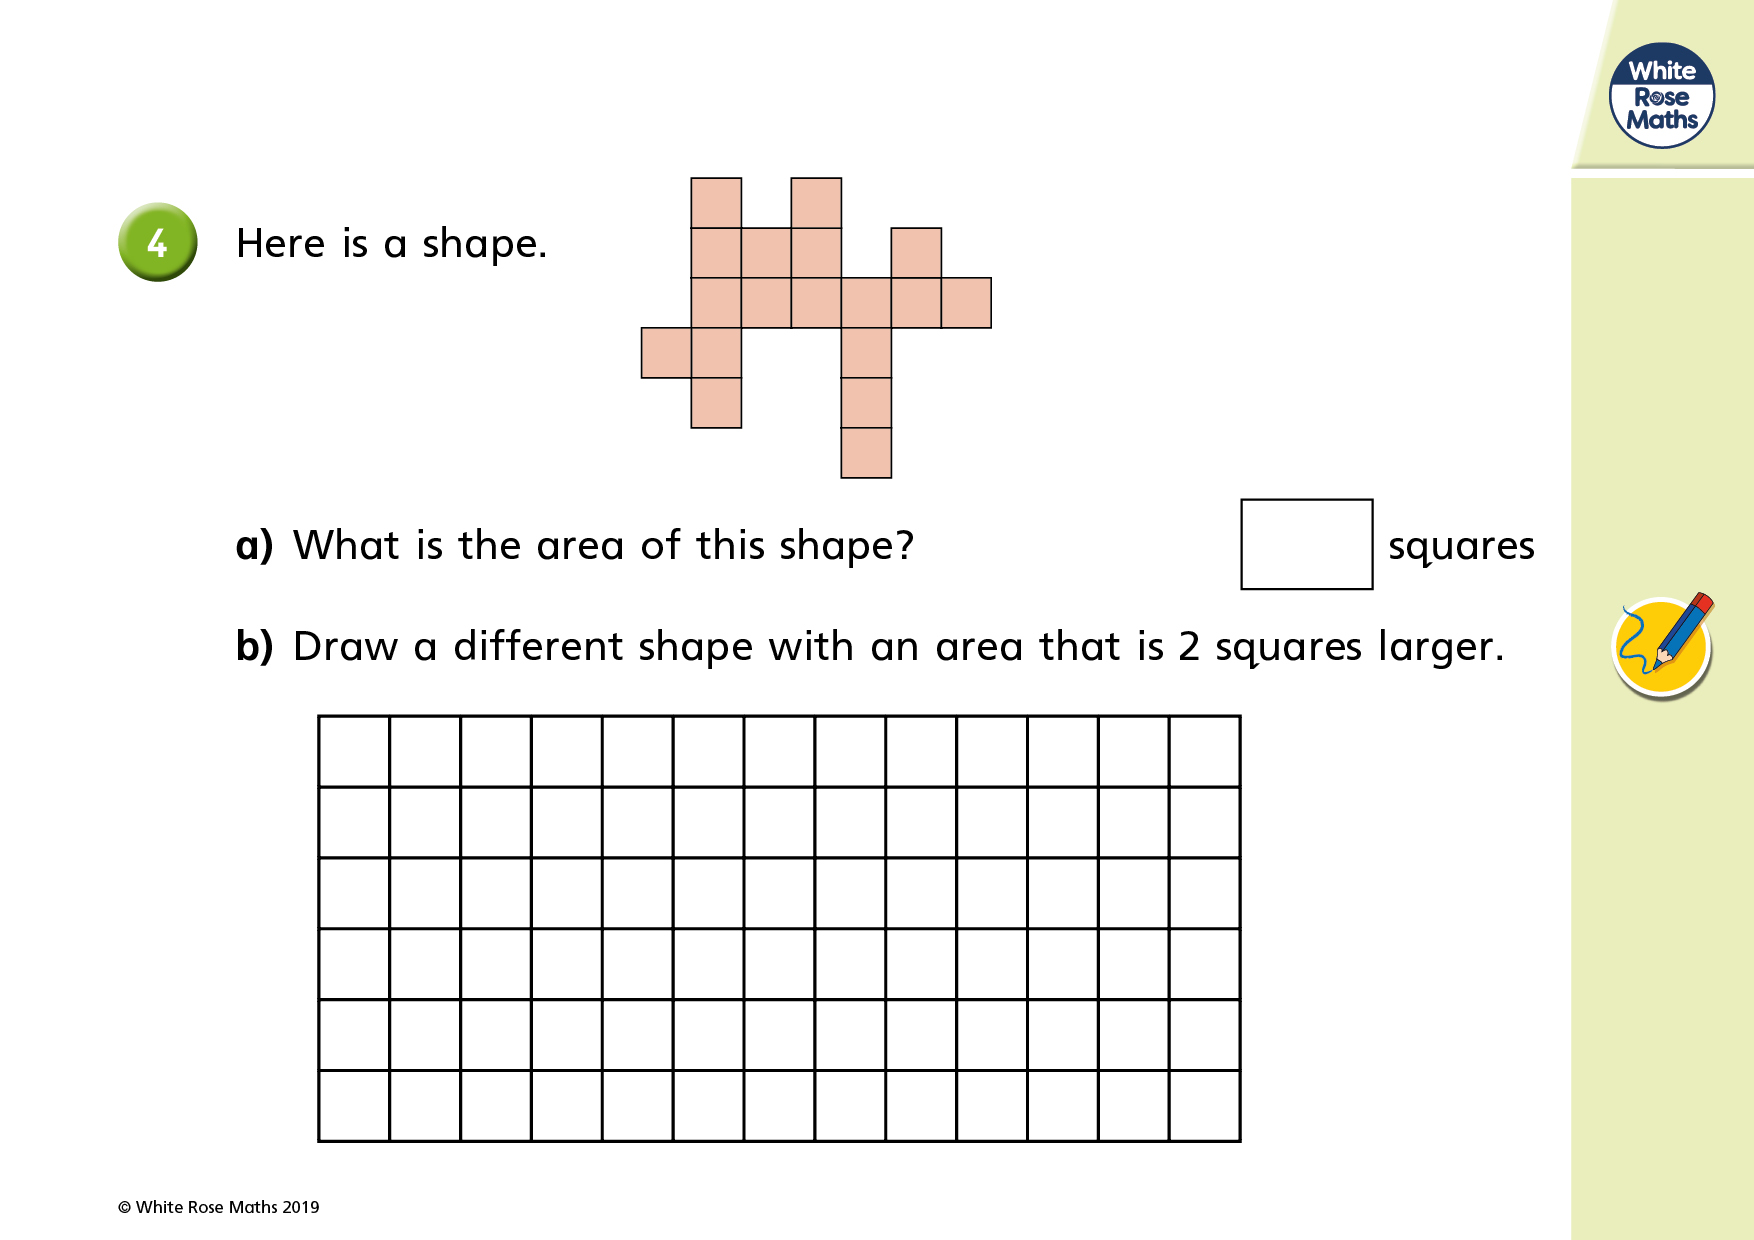 White
Rose
Maths
4 Here is a shape.
a) What is the area of this shape? squares
b) Draw a different shape with an area that is 2 squares larger.
© White Rose Maths 2019